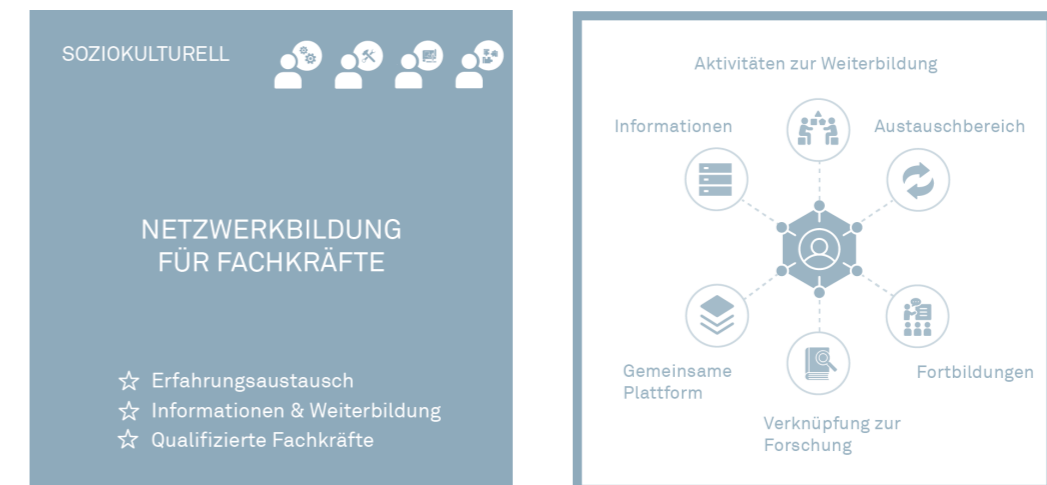 SOZIOKULTURELL
NETZWERKBILDUNG
FÜR FACHKRÄFTE
Erfahrungsaustausch
Informationen & Weiterbildung
Qualifizierte Fachkräfte
Aktivitäten zur Weiterbildung
Informationen
Austauschbereich
Gemeinsame
Plattform
Fortbildungen
Verknüpfung zur
Forschung